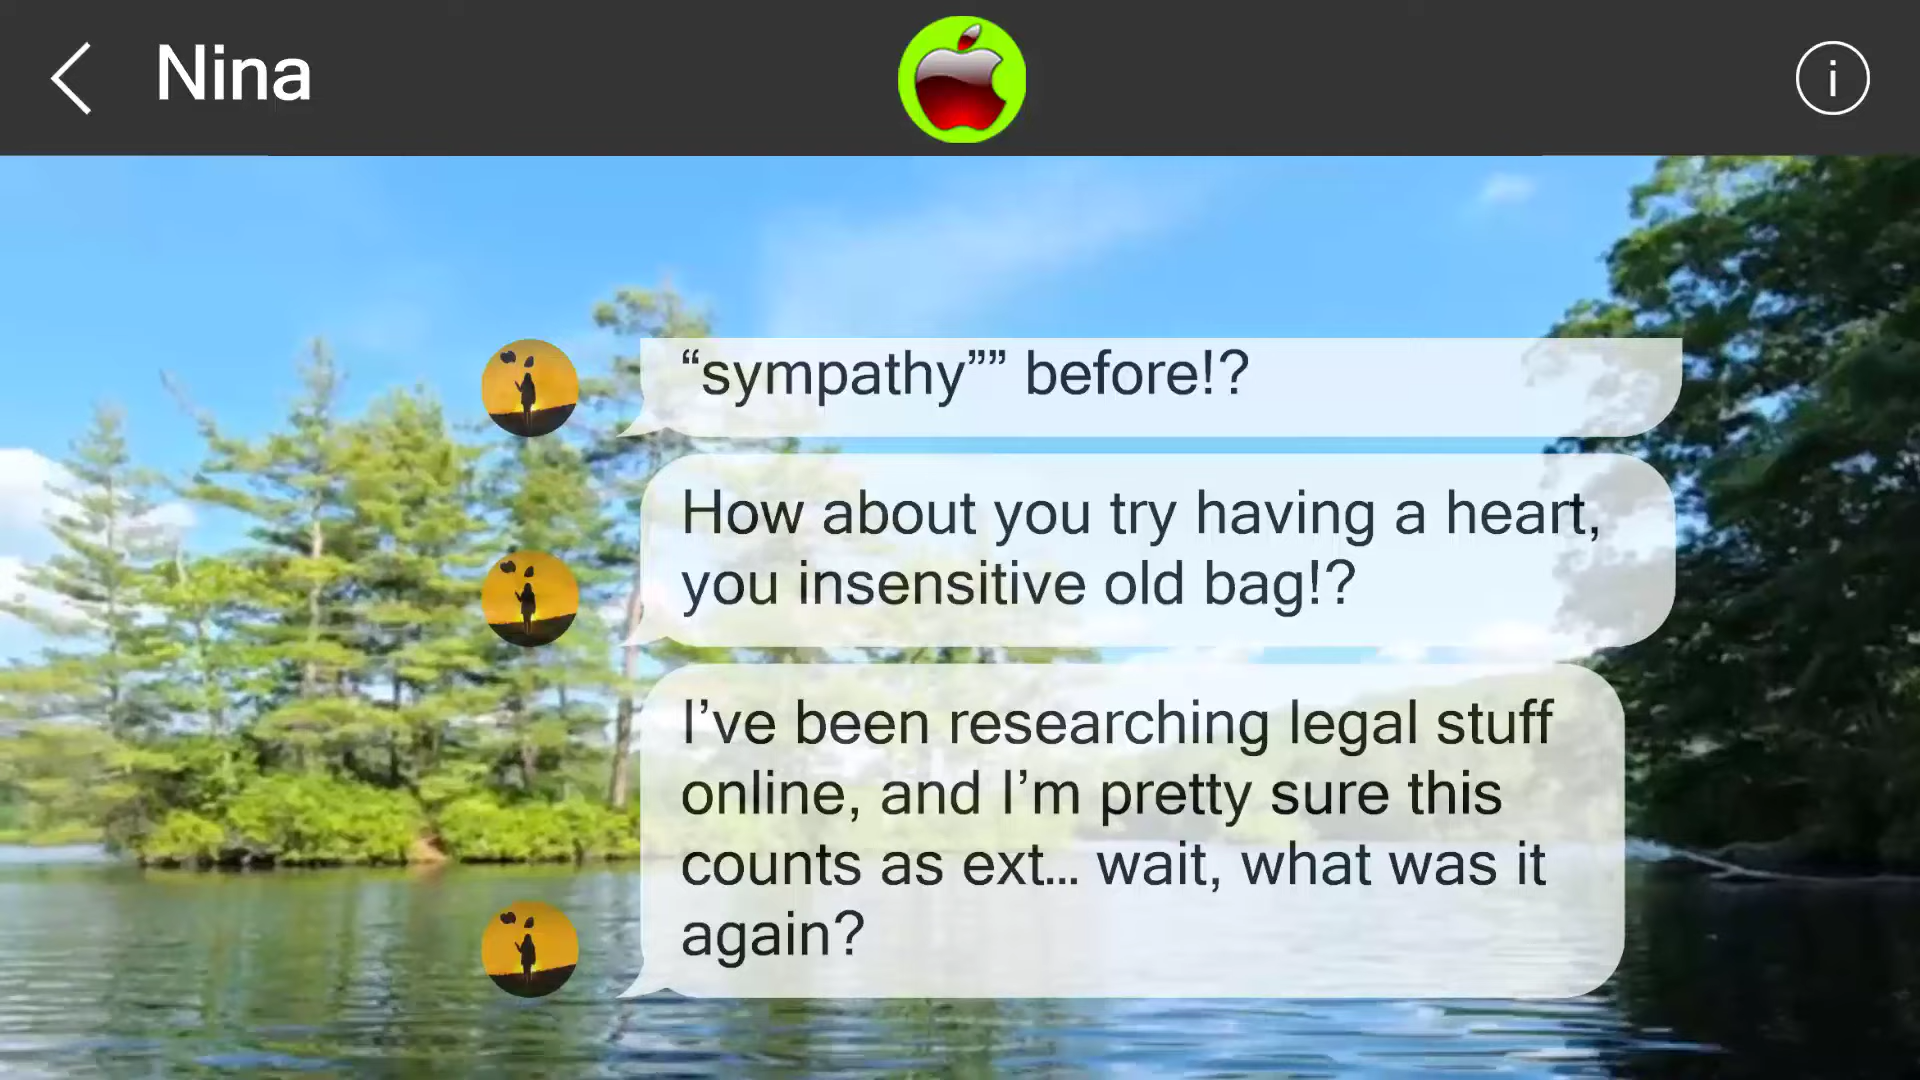 Nina
“sympathy”” before!?
How about you try having a heart,
you insensitive old bag!?
I’ve been researching legal stuff
online, and I’m pretty sure this
counts as ext... wait, what was it
again?